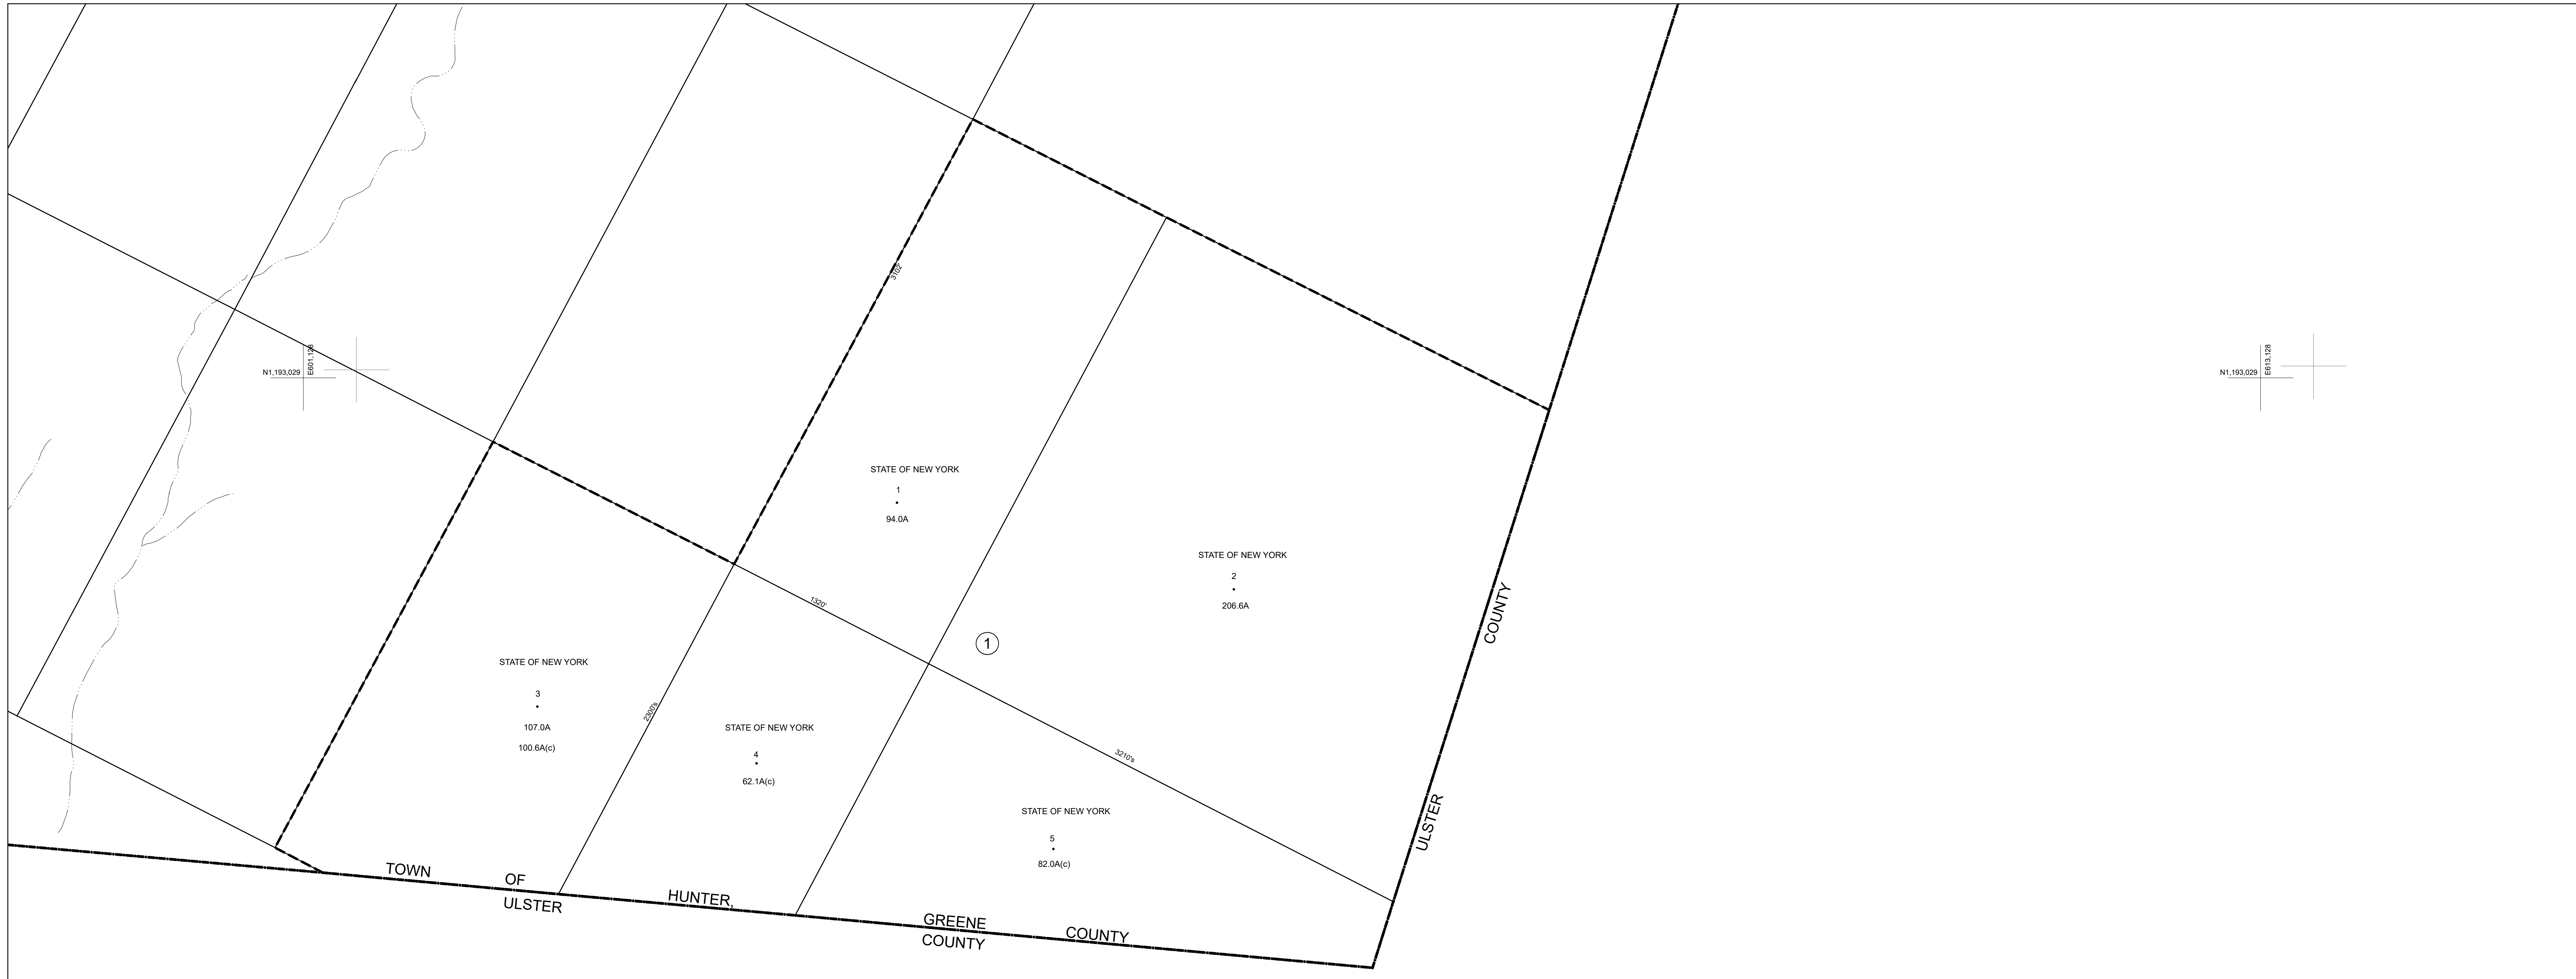 3102'
N1,193,029
E601,128
N1,193,029
E613,128
STATE OF NEW YORK
1
94.0A
STATE OF NEW YORK
2
206.6A
COUNTY
1320'
1
STATE OF NEW YORK
3
107.0A
100.6A(c)
2300's
STATE OF NEW YORK
4
62.1A(c)
3210's
STATE OF NEW YORK
5
82.0A(c)
ULSTER
TOWN OF HUNTER, GREENE COUNTY
ULSTER COUNTY